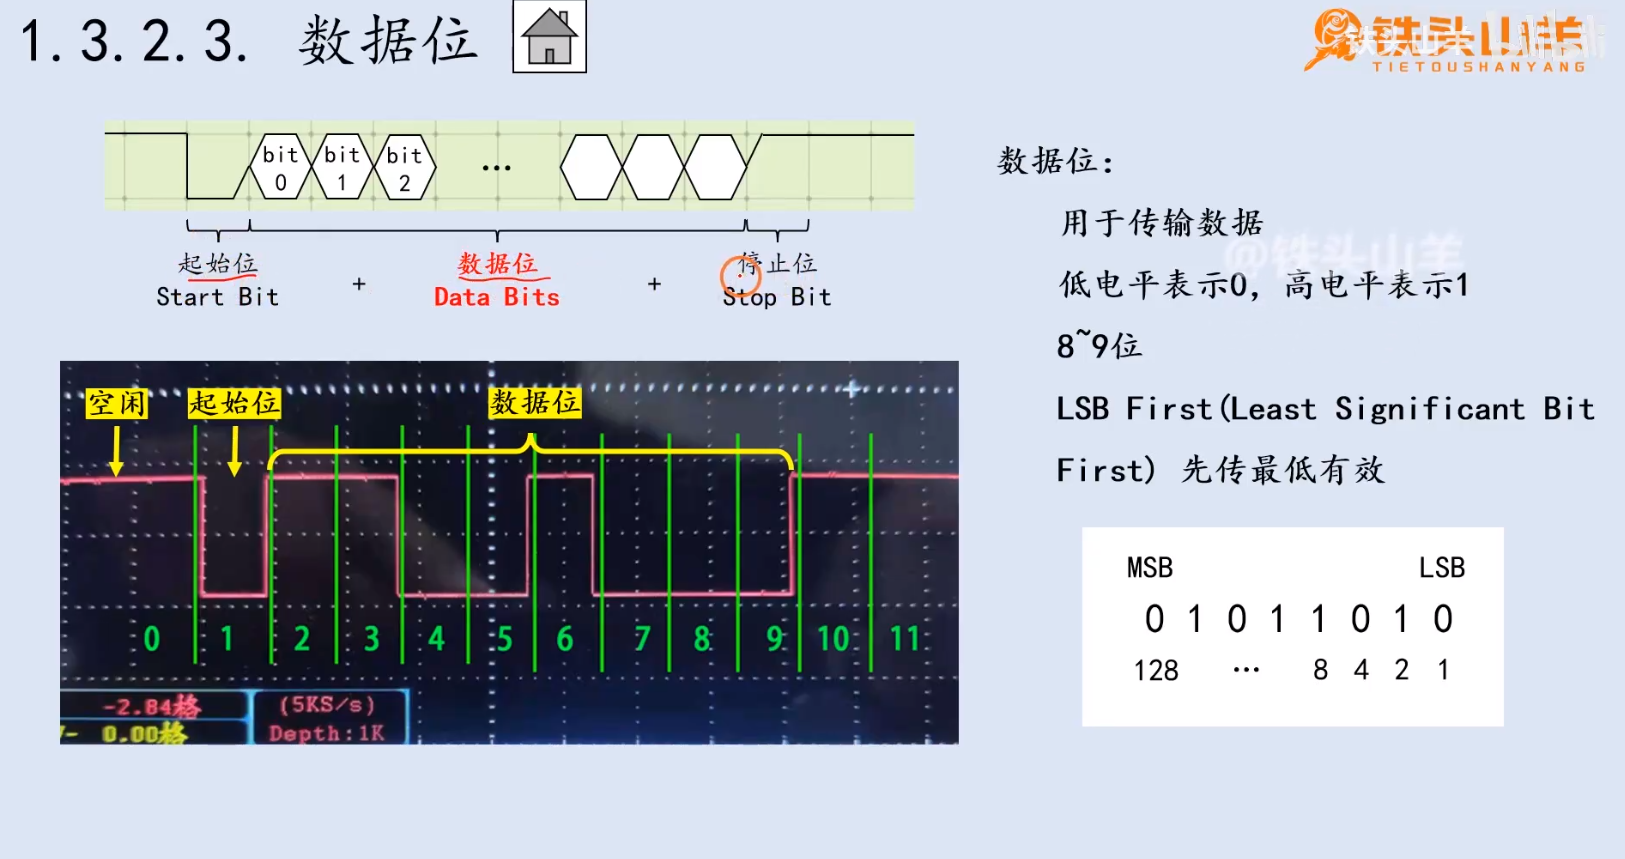 1.3.2.3. 数据位
铁头山羊
TIETOUSHANYANG
bit 0
bit 1
bit 2
...
起始位
Start Bit
+
数据位
Data Bits
+
停止位
Stop Bit
数据位：
用于传输数据
@铁头山羊
低电平表示0，高电平表示1
8~9位
LSB First(Least Significant Bit
First) 先传最低有效
空闲
起始位
数据位
0 1 2 3 4 5 6 7 8 9 10 11
-2.84格
0.00格
(5KS/s)
Depth:1K
MSB LSB
0 1 0 1 1 0 1 0
128 ... 8 4 2 1